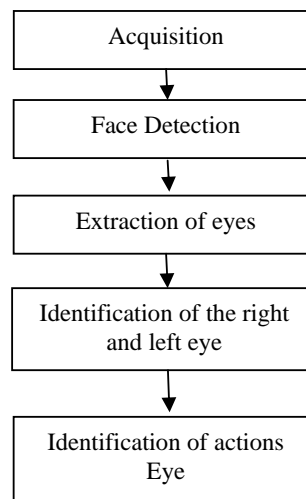 Acquisition
Face Detection
Extraction of eyes
Identification of the right
and left eye
Identification of actions
Eye